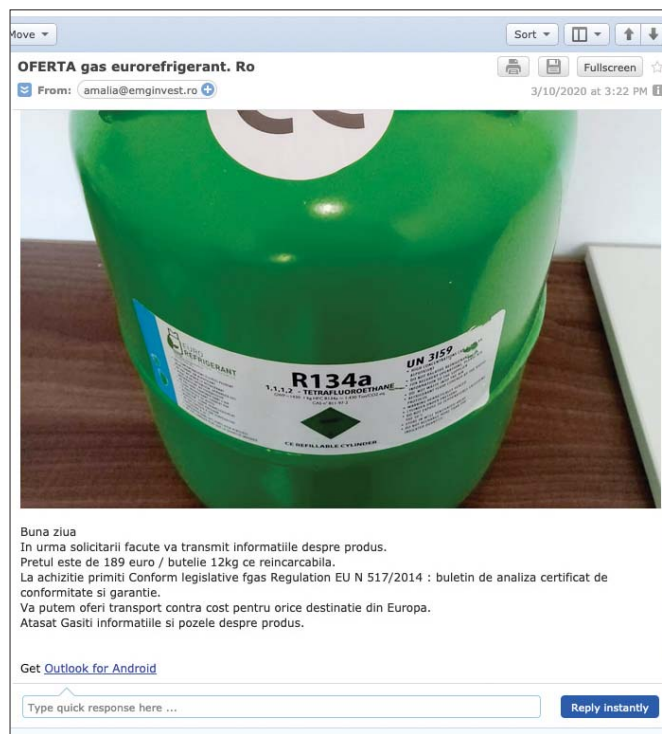 Move
Sort
OFERTA gas eurorefrigerant. Ro
Fullscreen
From: amalia@emginvest.ro
3/10/2020 at 3:22 PM
CC
EURO
REFRIGERANT
R134a
1,1,1,2 - TETRAFLUOROETHANE
UN 3159
CE REFILLABLE CYLINDER
Buna ziua
In urma solicitarii facute va transmit informatiile despre produs.
Pretul este de 189 euro / butelie 12kg ce reincarcabila.
La achizitie primiti Conform legislative fgas Regulation EU N 517/2014 : buletin de analiza certificat de
conformitate si garantie.
Va putem oferi transport contra cost pentru orice destinatie din Europa.
Atasat Gasiti informatiile si pozele despre produs.
Get Outlook for Android
Type quick response here ...
Reply instantly